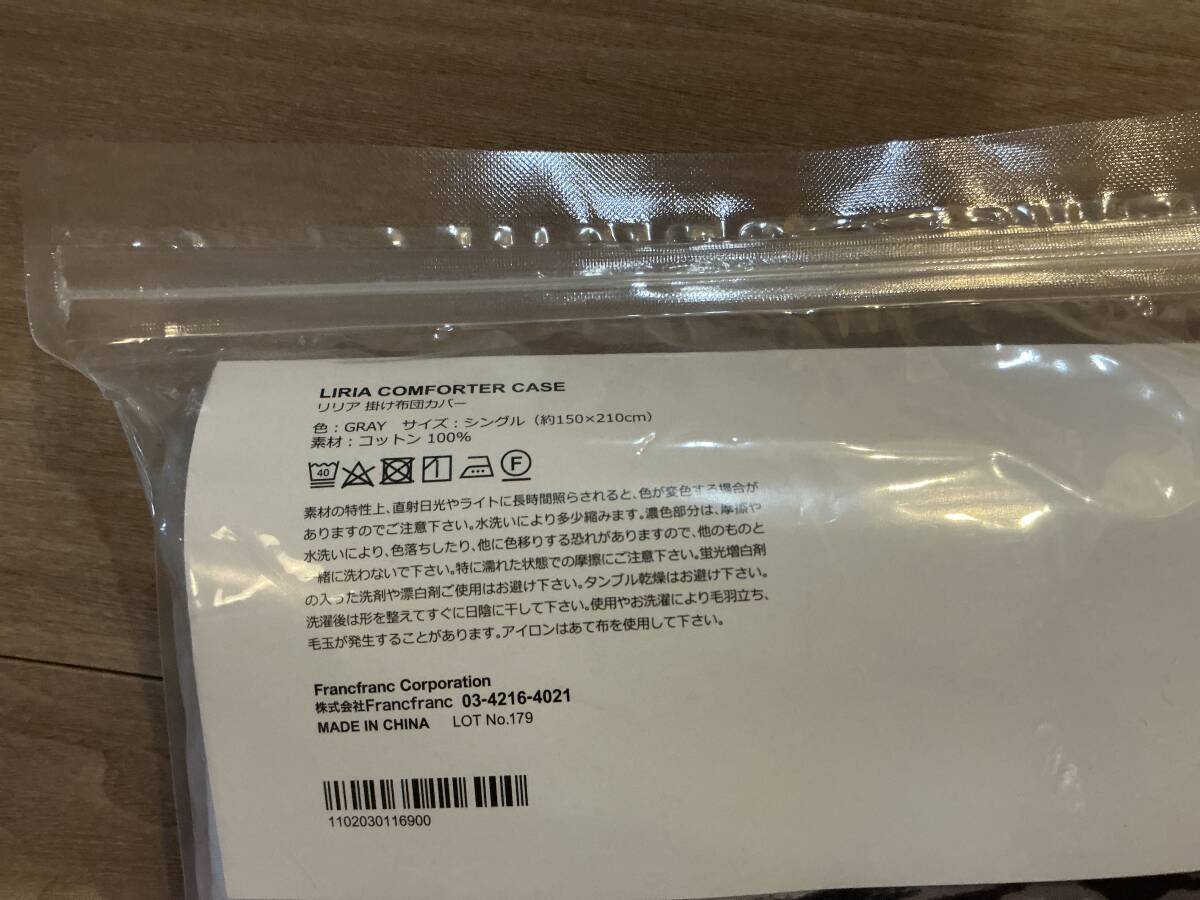 LIRIA COMFORTER CASE
リリア 掛け布団カバー
色：GRAY　サイズ：シングル（約150×210cm）
素材：コットン 100%
40 F
素材の特性上、直射日光やライトに長時間照らされると、色が変色する場合が
ありますのでご注意下さい。水洗いにより多少縮みます。濃色部分は、摩擦や
水洗いにより、色落ちしたり、他に色移りする恐れがありますので、他のものと
一緒に洗わないで下さい。特に濡れた状態での摩擦にご注意下さい。蛍光増白剤
の入った洗剤や漂白剤ご使用はお避け下さい。タンブル乾燥はお避け下さい。
洗濯後は形を整えてすぐに日陰に干して下さい。使用やお洗濯により毛羽立ち、
毛玉が発生することがあります。アイロンはあて布を使用して下さい。
Francfranc Corporation
株式会社Francfranc 03-4216-4021
MADE IN CHINA LOT No.179
1102030116900